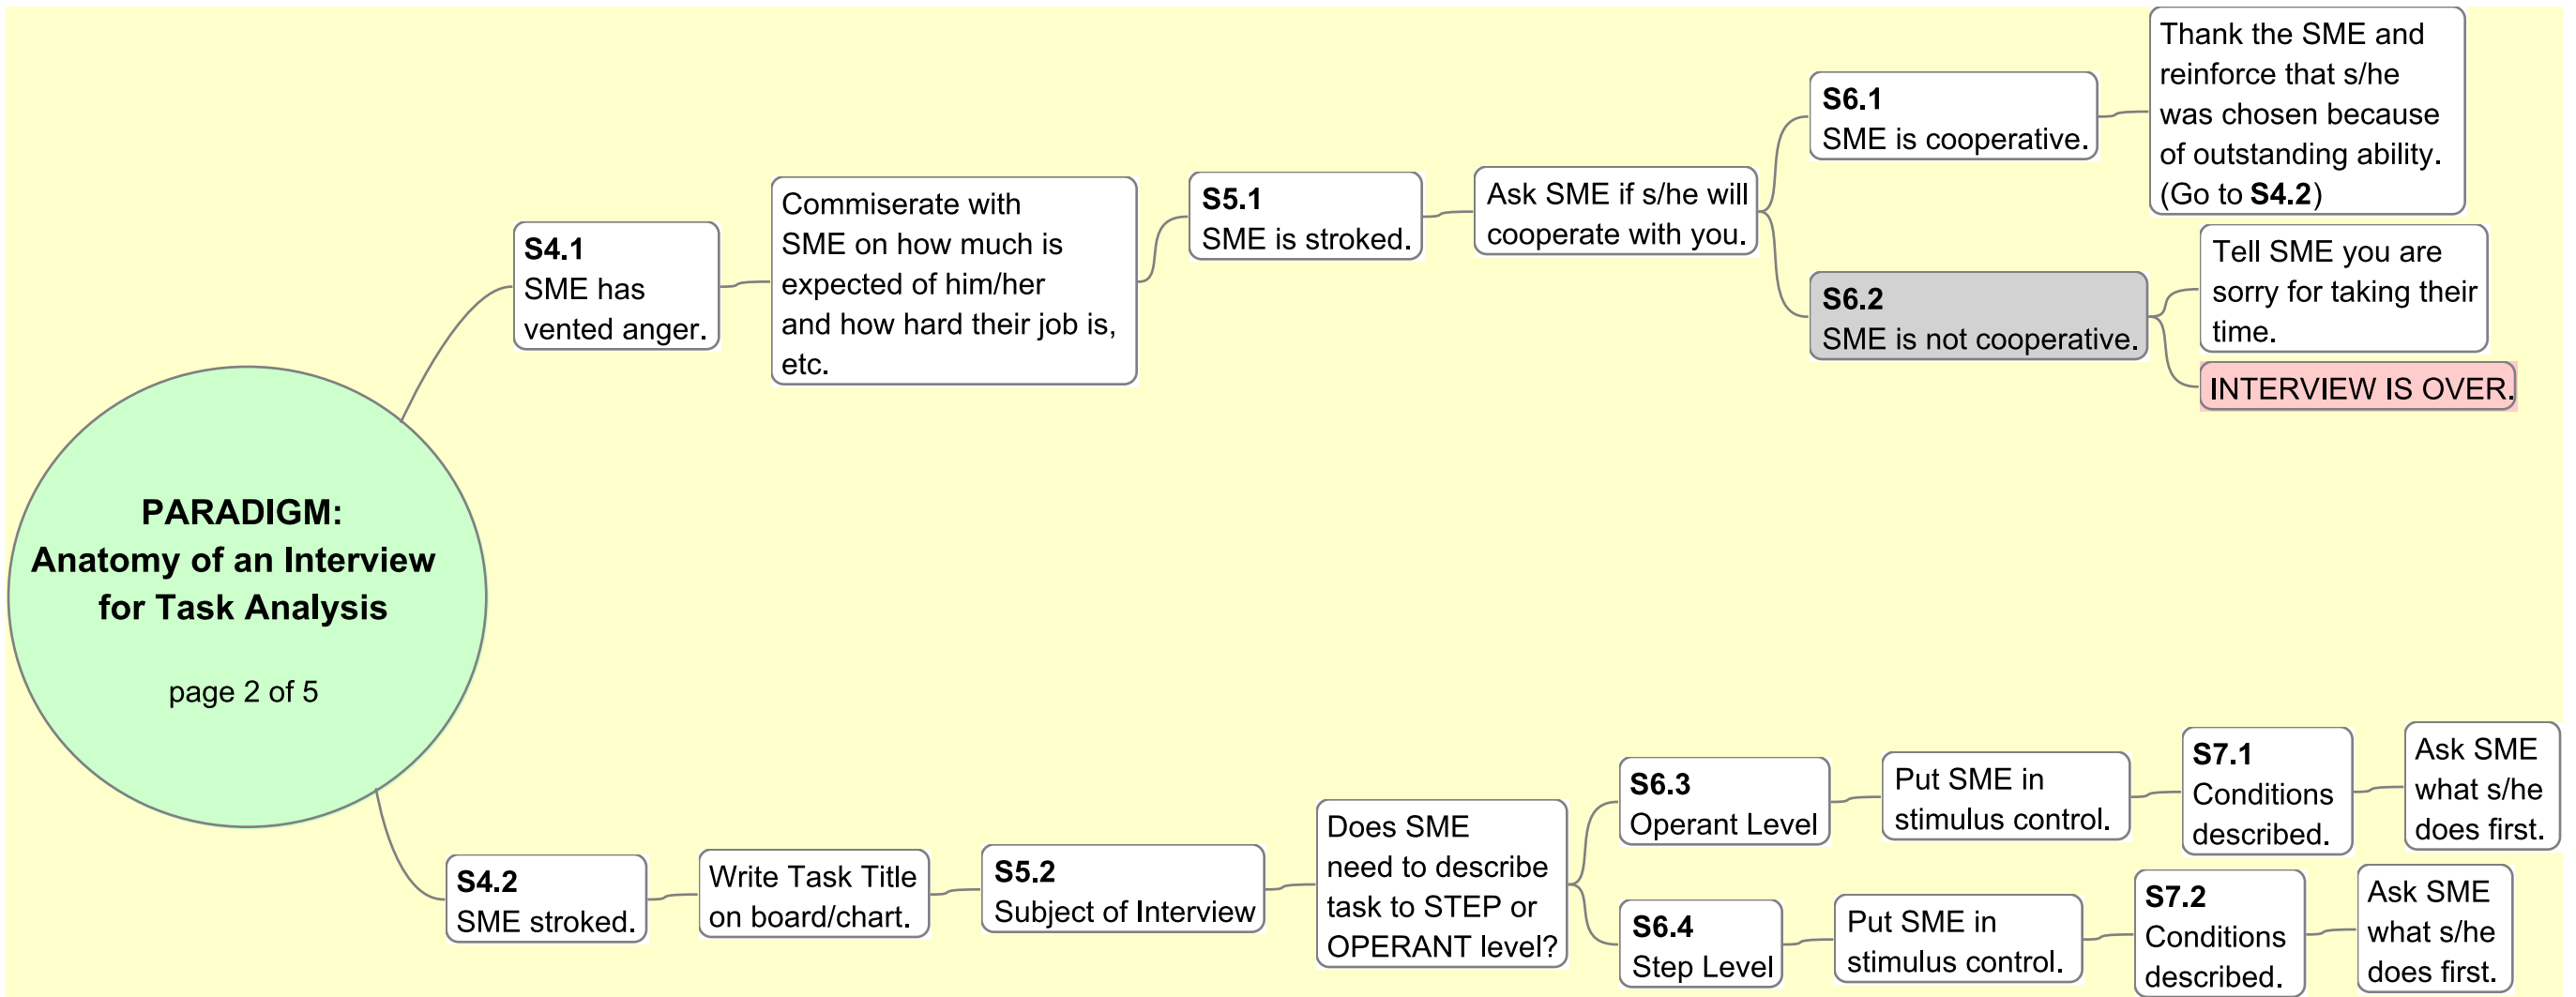 PARADIGM:
Anatomy of an Interview
for Task Analysis
page 2 of 5
S4.1
SME has
vented anger.
Commiserate with
SME on how much is
expected of him/her
and how hard their job is,
etc.
S5.1
SME is stroked.
Ask SME if s/he will
cooperate with you.
S6.1
SME is cooperative.
Thank the SME and
reinforce that s/he
was chosen because
of outstanding ability.
(Go to S4.2)
S6.2
SME is not cooperative.
Tell SME you are
sorry for taking their
time.
INTERVIEW IS OVER.
S4.2
SME stroked.
Write Task Title
on board/chart.
S5.2
Subject of Interview
Does SME
need to describe
task to STEP or
OPERANT level?
S6.3
Operant Level
Put SME in
stimulus control.
S7.1
Conditions
described.
Ask SME
what s/he
does first.
S6.4
Step Level
Put SME in
stimulus control.
S7.2
Conditions
described.
Ask SME
what s/he
does first.